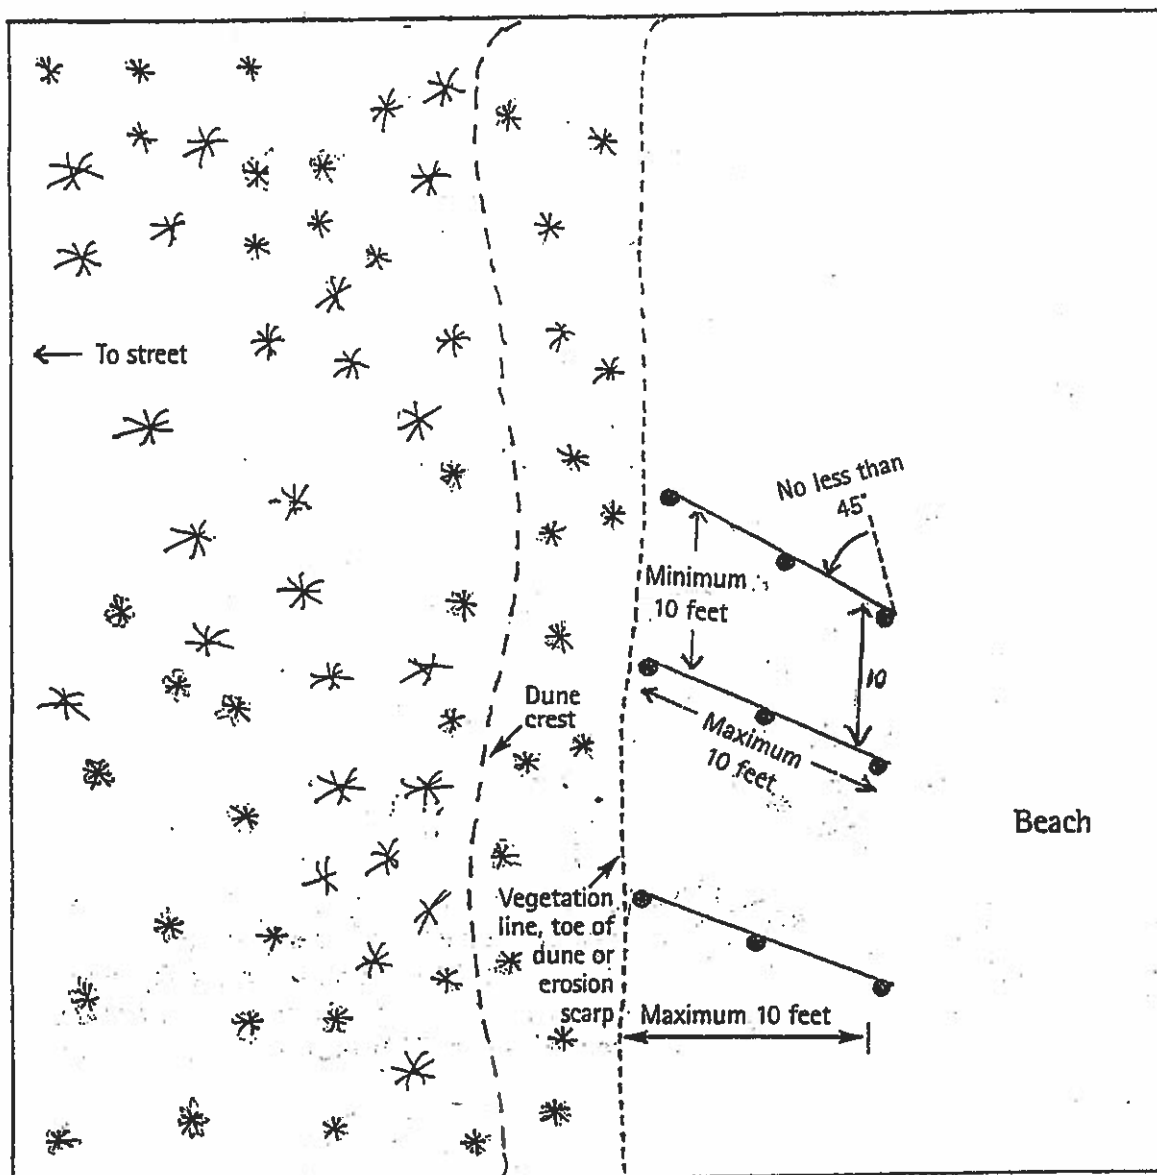 To street
No less than
45°
Minimum
10 feet
10
Dune
crest
Maximum
10 feet
Beach
Vegetation
line, toe of
dune or
erosion
scarp
Maximum 10 feet